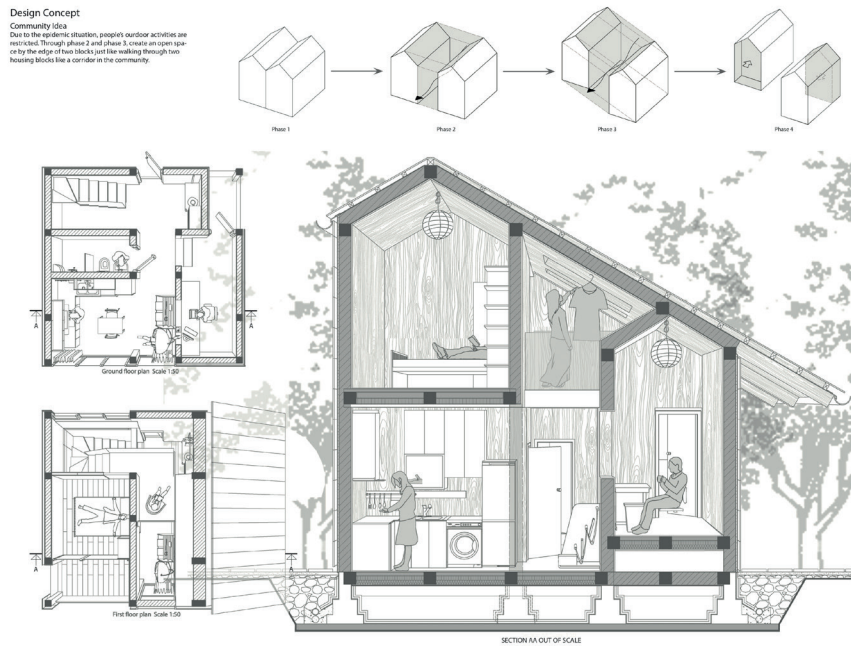 Design Concept
Community Idea
Due to the epidemic situation, people's outdoor activities are
restricted. Through phase 2 and phase 3, create an open spa-
ce by the edge of two blocks just like walking through two
housing blocks like a corridor in the community.
Phase 1
Phase 2
Phase 3
Phase 4
A
A
Ground floor plan Scale 1:50
A
A
First floor plan Scale 1:50
SECTION AA OUT OF SCALE